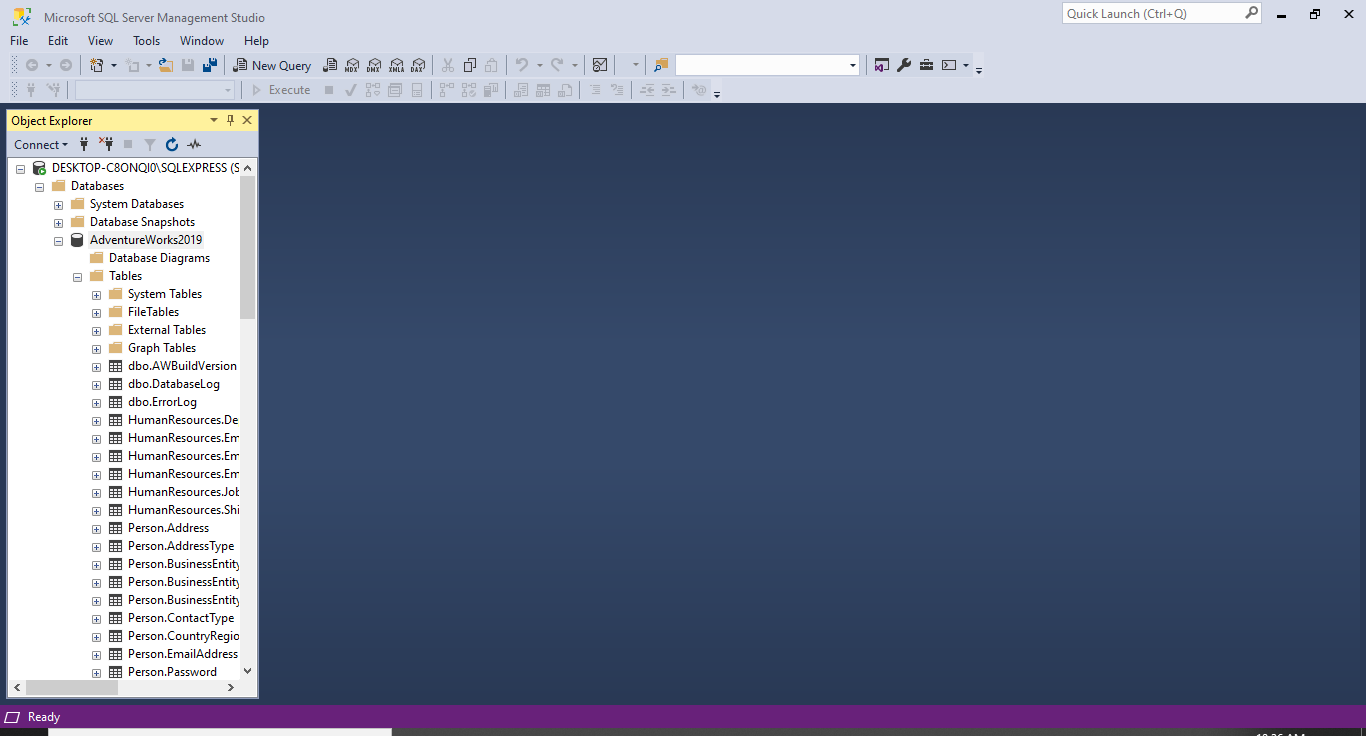 Microsoft SQL Server Management Studio
Quick Launch (Ctrl+Q)
File Edit View Tools Window Help
New Query MDX DMX XMLA DAX
Execute
Object Explorer
Connect
DESKTOP-C8ONQI0\SQLEXPRESS (S
Databases
System Databases
Database Snapshots
AdventureWorks2019
Database Diagrams
Tables
System Tables
FileTables
External Tables
Graph Tables
dbo.AWBuildVersion
dbo.DatabaseLog
dbo.ErrorLog
HumanResources.De
HumanResources.Em
HumanResources.Em
HumanResources.Em
HumanResources.Job
HumanResources.Shi
Person.Address
Person.AddressType
Person.BusinessEntity
Person.BusinessEntity
Person.BusinessEntity
Person.ContactType
Person.CountryRegio
Person.EmailAddress
Person.Password
Ready